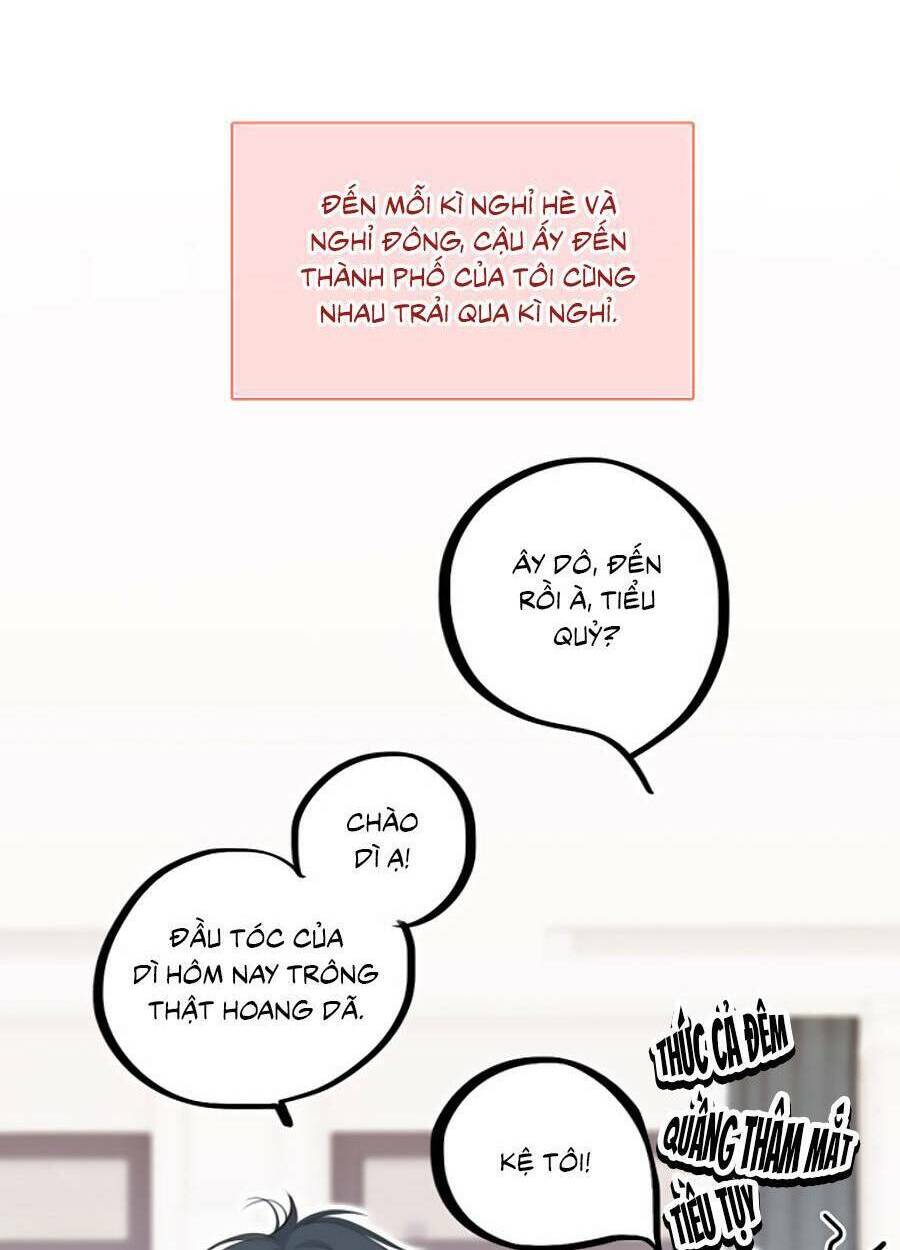 ĐẾN MỖI KÌ NGHỈ HÈ VÀ
NGHỈ ĐÔNG, CẬU ẤY ĐẾN
THÀNH PHỐ CỦA TÔI CÙNG
NHAU TRẢI QUA KÌ NGHỈ.
ÂY DÔ, ĐẾN
RỒI À, TIỂU
QUỶ?
CHÀO
DÌ Ạ!
ĐẦU TÓC CỦA
DÌ HÔM NAY TRÔNG
THẬT HOANG DÃ.
KỆ TÔI!
THỨC CẢ ĐÊM
QUẦNG THÂM MẮT
TIỀU TỤY